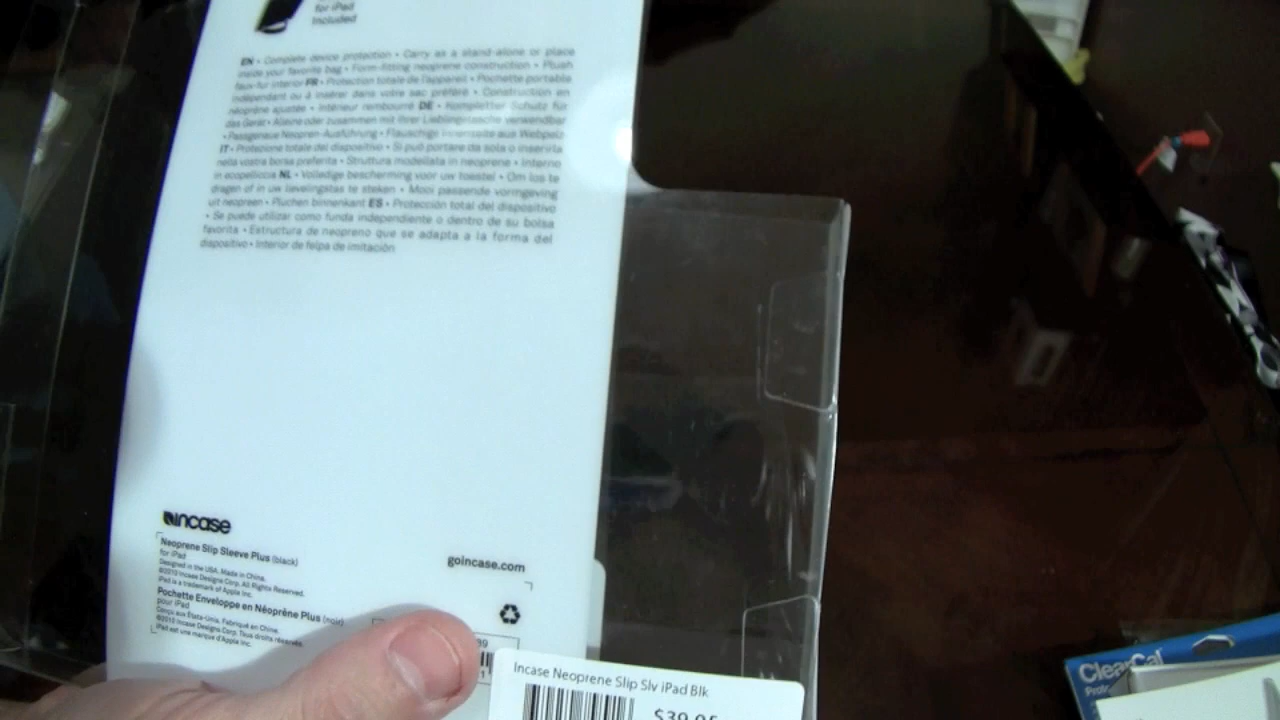 for iPad
Included
EN • Complete device protection • Carry as a stand-alone or place
inside your favorite bag • Form-fitting neoprene construction • Plush
faux-fur interior FR • Protection totale de l'appareil • Pochette portable
indépendant ou à insérer dans votre sac préféré • Construction en
néoprène ajustée • Intérieur rembourré DE • Kompletter Schutz für
das Gerät • Alleine oder zusammen mit Ihrer Lieblingstasche verwendbar
• Passgenaue Neopren-Ausführung • Flauschige Innenseite aus Webpelz
IT • Protezione totale del dispositivo • Si può portare da sola o inserirla
nella vostra borsa preferita • Struttura modellata in neoprene • Interno
in ecopelliccia NL • Volledige bescherming voor uw toestel • Om los te
dragen of in uw lievelingstas te steken • Mooi passende vormgeving
uit neopreen • Pluchen binnenkant ES • Protección total del dispositivo
• Se puede utilizar como funda independiente o dentro de su bolsa
favorita • Estructura de neopreno que se adapta a la forma del
dispositivo • Interior de felpa de imitación
incase
Neoprene Slip Sleeve Plus (black)
for iPad
Designed in the USA. Made in China.
©2010 Incase Designs Corp. All Rights Reserved.
iPad is a trademark of Apple Inc.
Pochette Enveloppe en Néoprène Plus (noir)
pour iPad
Conçu aux États-Unis. Fabriqué en Chine.
©2010 Incase Designs Corp. Tous droits réservés.
iPad est une marque d'Apple Inc.
goincase.com
Incase Neoprene Slip Slv iPad Blk
$39.95
ClearCal